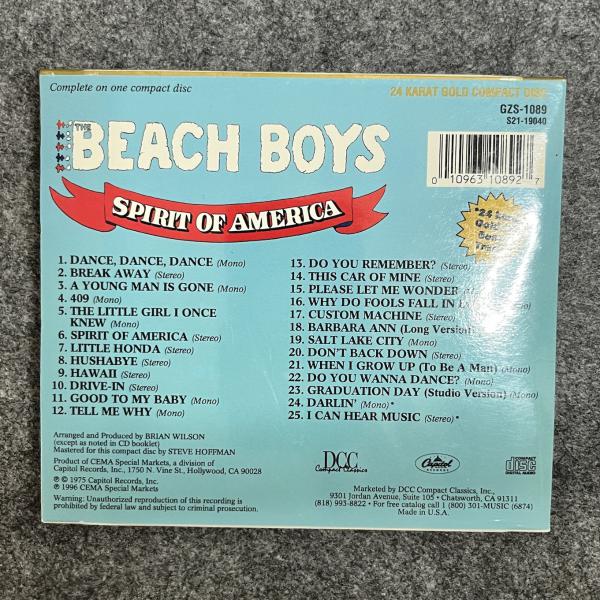 Complete on one compact disc
24 KARAT GOLD COMPACT DISC
GZS-1089
S21-19040
THE
BEACH BOYS
0 10963 10892 7
SPIRIT OF AMERICA
1. DANCE, DANCE, DANCE (Mono)
2. BREAK AWAY (Stereo)
3. A YOUNG MAN IS GONE (Mono)
4. 409 (Mono)
5. THE LITTLE GIRL I ONCE
KNEW (Mono)
6. SPIRIT OF AMERICA (Stereo)
7. LITTLE HONDA (Stereo)
8. HUSHABYE (Stereo)
9. HAWAII (Stereo)
10. DRIVE-IN (Stereo)
11. GOOD TO MY BABY (Mono)
12. TELL ME WHY (Mono)
13. DO YOU REMEMBER? (Stereo)
14. THIS CAR OF MINE (Stereo)
15. PLEASE LET ME WONDER (Mono)
16. WHY DO FOOLS FALL IN (Mono)
17. CUSTOM MACHINE (Stereo)
18. BARBARA ANN (Long Version)
19. SALT LAKE CITY (Mono)
20. DON'T BACK DOWN (Stereo)
21. WHEN I GROW UP (To Be A Man) (Mono)
22. DO YOU WANNA DANCE? (Mono)
23. GRADUATION DAY (Studio Version) (Mono)
24. DARLIN' (Mono)*
25. I CAN HEAR MUSIC (Stereo)*
Arranged and Produced by BRIAN WILSON
(except as noted in CD booklet)
Mastered for this compact disc by STEVE HOFFMAN
Product of CEMA Special Markets, a division of
Capitol Records, Inc., 1750 N. Vine St., Hollywood, CA 90028
℗ © 1975 Capitol Records, Inc.
℗ 1996 CEMA Special Markets
Warning: Unauthorized reproduction of this recording is
prohibited by federal law and subject to criminal prosecution.
DCC
Compact Classics
Capitol
COMPACT
disc
DIGITAL AUDIO
Marketed by DCC Compact Classics, Inc.,
9301 Jordan Avenue, Suite 105 • Chatsworth, CA 91311
(818) 993-8822 • For free catalog call 1 (800) 301-MUSIC (6874)
Made in U.S.A.